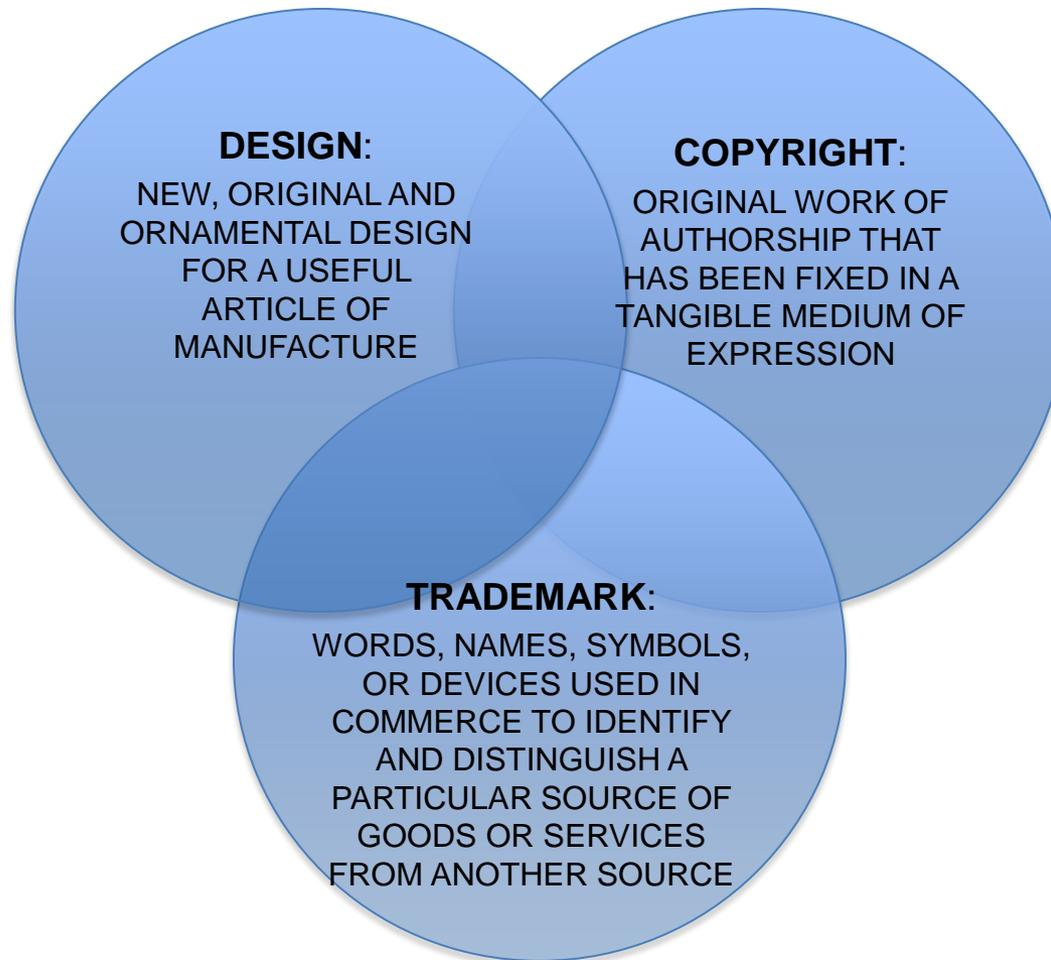 DESIGN:
NEW, ORIGINAL AND
ORNAMENTAL DESIGN
FOR A USEFUL
ARTICLE OF
MANUFACTURE
COPYRIGHT:
ORIGINAL WORK OF
AUTHORSHIP THAT
HAS BEEN FIXED IN A
TANGIBLE MEDIUM OF
EXPRESSION
TRADEMARK:
WORDS, NAMES, SYMBOLS,
OR DEVICES USED IN
COMMERCE TO IDENTIFY
AND DISTINGUISH A
PARTICULAR SOURCE OF
GOODS OR SERVICES
FROM ANOTHER SOURCE